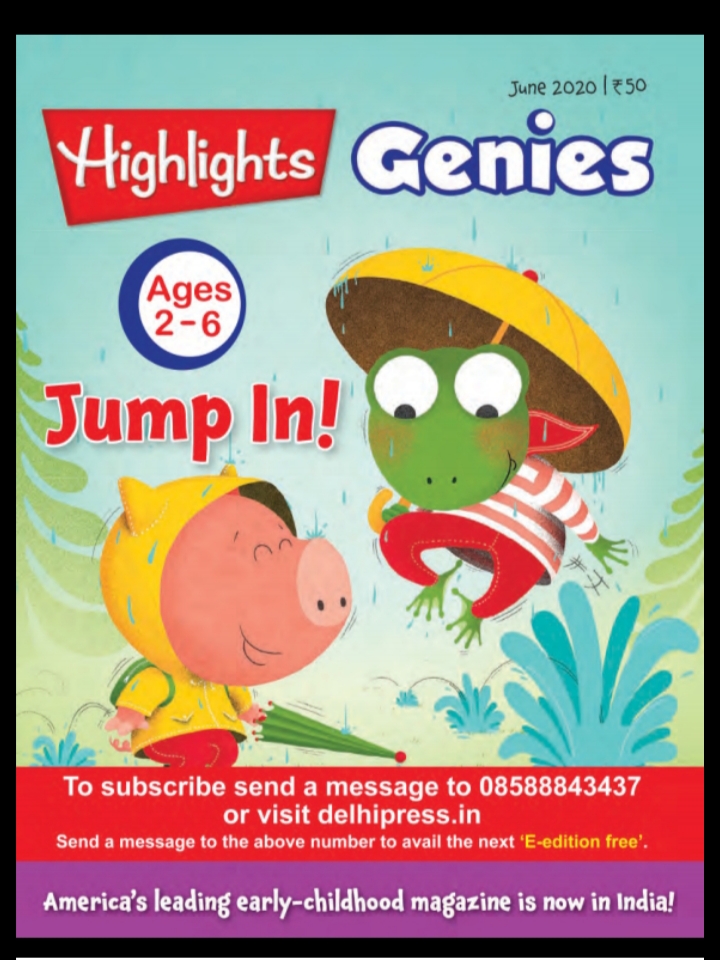 June 2020 | ₹50
Highlights Genies
Ages
2-6
Jump In!
To subscribe send a message to 08588843437
or visit delhipress.in
Send a message to the above number to avail the next 'E-edition free'.
America's leading early-childhood magazine is now in India!